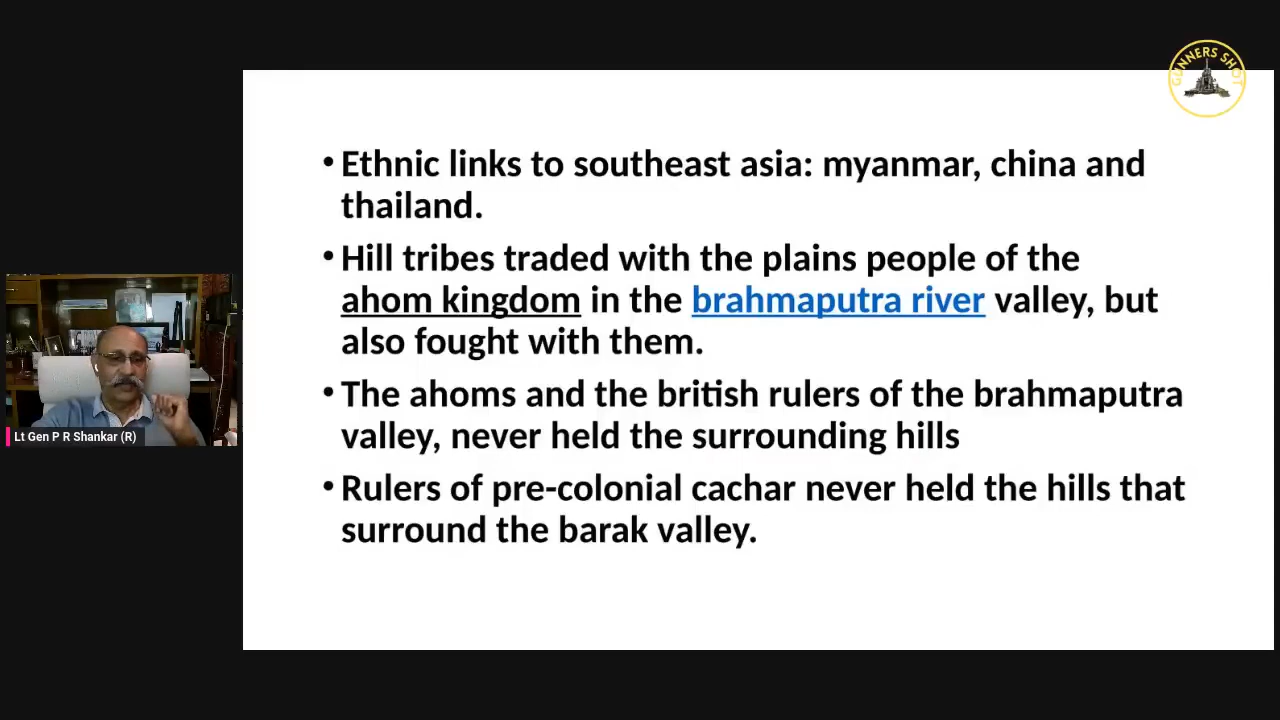 GUNNERS SHOT
• Ethnic links to southeast asia: myanmar, china and
thailand.
• Hill tribes traded with the plains people of the
ahom kingdom in the brahmaputra river valley, but
also fought with them.
• The ahoms and the british rulers of the brahmaputra
valley, never held the surrounding hills
• Rulers of pre-colonial cachar never held the hills that
surround the barak valley.
Lt Gen P R Shankar (R)